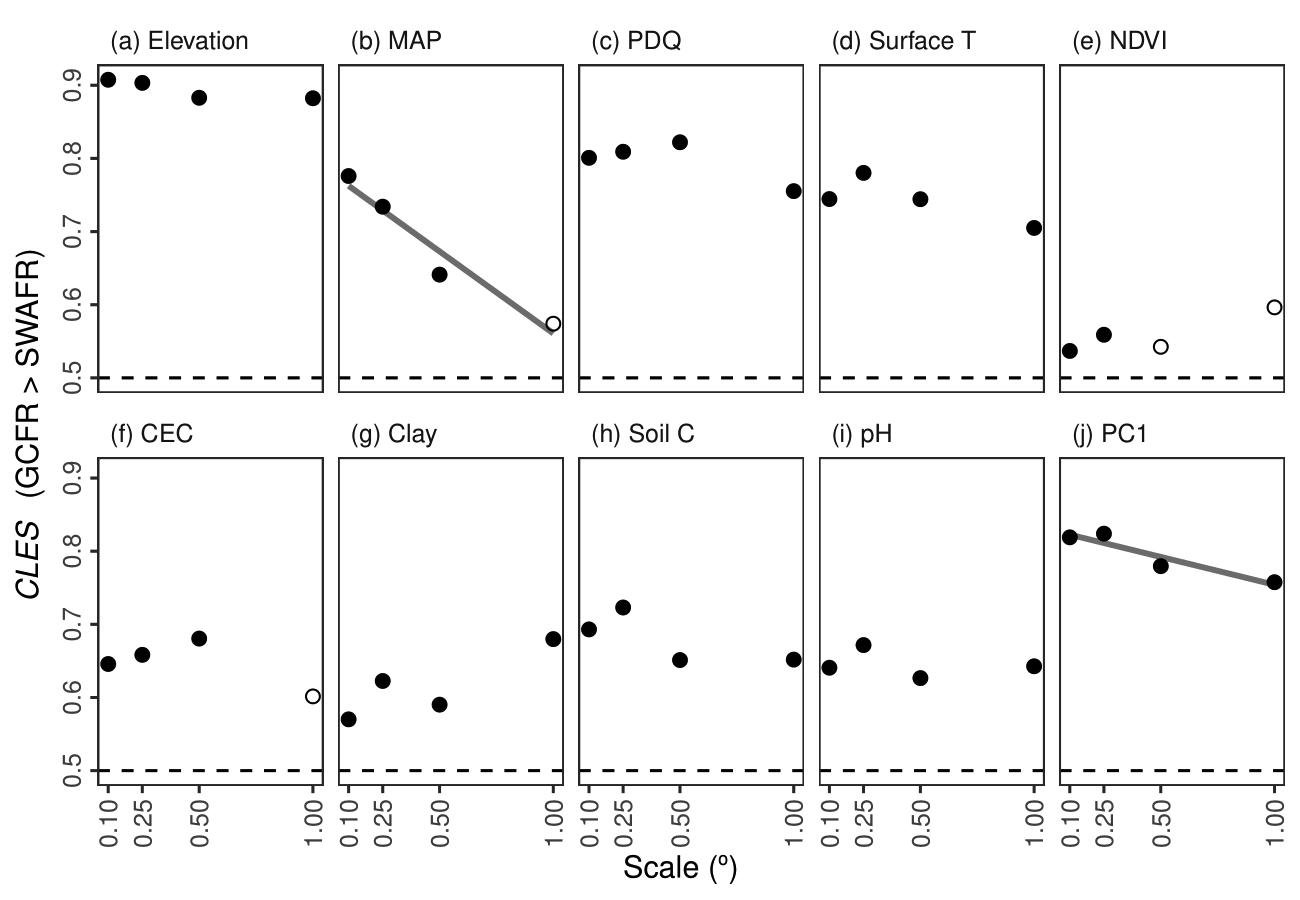 (a) Elevation
(b) MAP
(c) PDQ
(d) Surface T
(e) NDVI
0.9
0.8
0.7
0.6
0.5
CLES (GCFR > SWAFR)
(f) CEC
(g) Clay
(h) Soil C
(i) pH
(j) PC1
0.9
0.8
0.7
0.6
0.5
0.10 0.25 0.50 1.00
0.10 0.25 0.50 1.00
0.10 0.25 0.50 1.00
0.10 0.25 0.50 1.00
0.10 0.25 0.50 1.00
Scale (º)